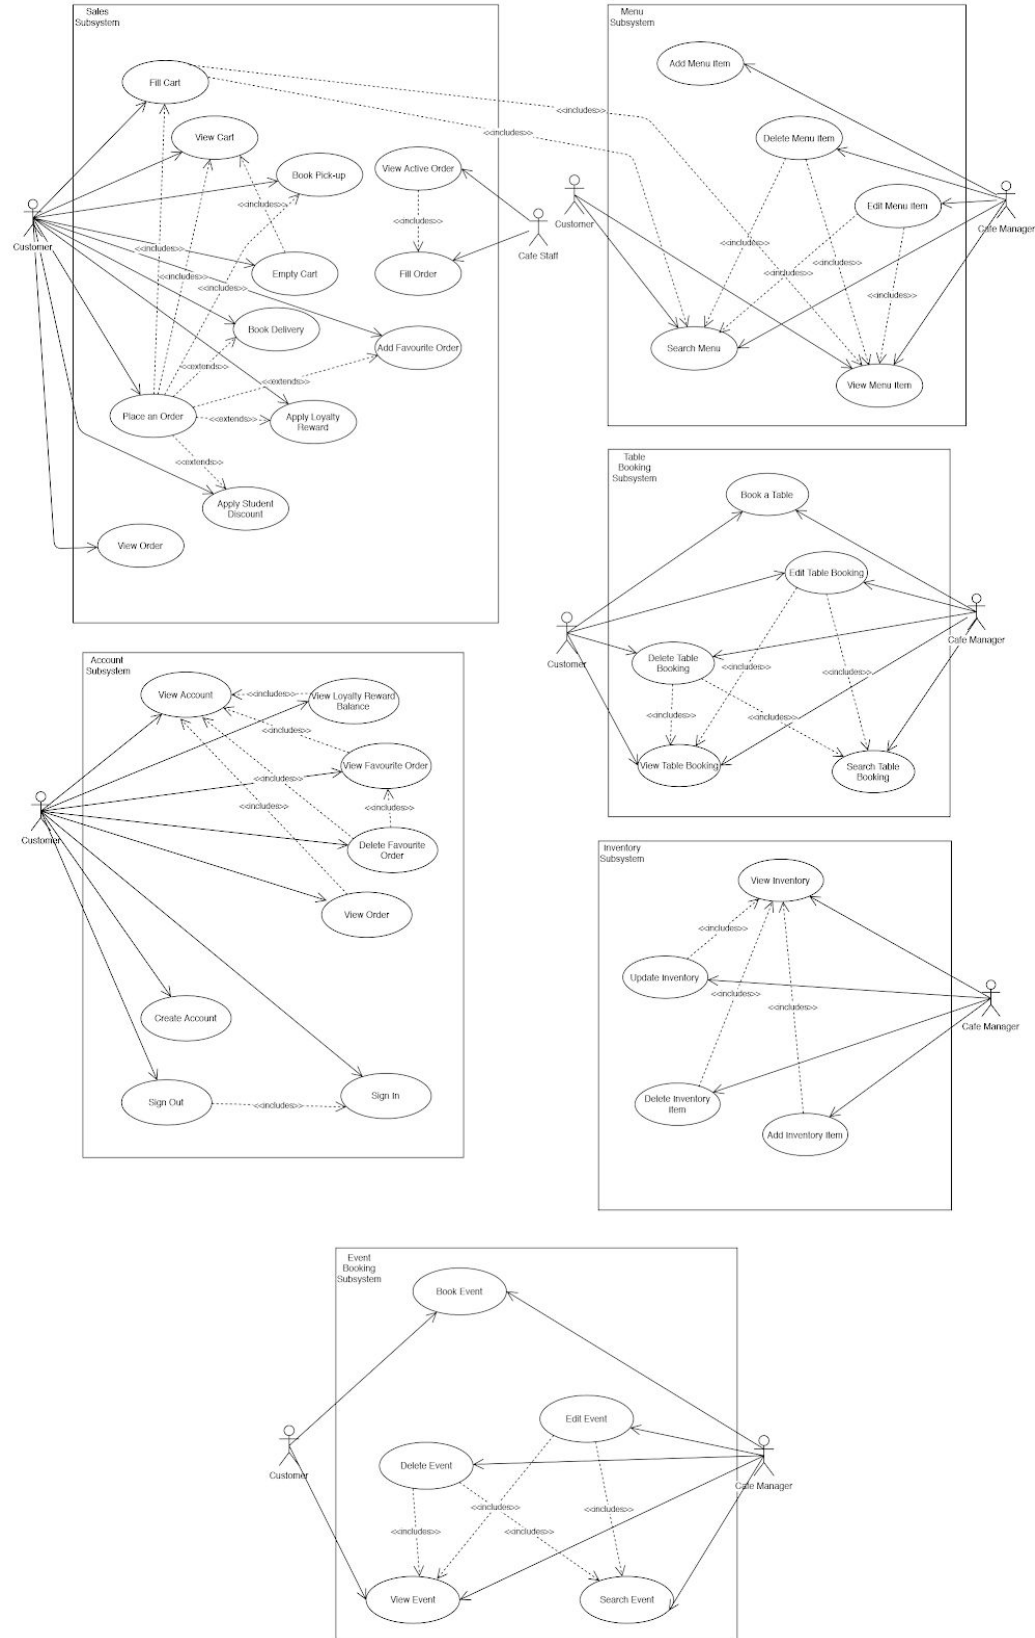 Sales
Subsystem
Fill Cart
View Cart
Book Pick-up
View Active Order
<<includes>>
<<includes>>
<<includes>>
<<includes>>
Customer
Cafe Staff
<<includes>>
<<includes>>
<<includes>>
Empty Cart
Fill Order
Book Delivery
Add Favourite Order
<<extends>>
<<extends>>
Place an Order
<<extends>>
Apply Loyalty
Reward
<<extends>>
Apply Student
Discount
View Order
Menu
Subsystem
Add Menu Item
Delete Menu Item
Edit Menu Item
Customer
Cafe Manager
<<includes>>
<<includes>>
<<includes>>
<<includes>>
Search Menu
View Menu Item
Table
Booking
Subsystem
Book a Table
Edit Table Booking
Customer
Cafe Manager
Delete Table
Booking
<<includes>>
<<includes>>
<<includes>>
<<includes>>
View Table Booking
Search Table
Booking
Account
Subsystem
View Account
<<includes>>
View Loyalty Reward
Balance
<<includes>>
View Favourite Order
<<includes>>
<<includes>>
<<includes>>
Customer
Delete Favourite
Order
View Order
Create Account
Sign Out
<<includes>>
Sign In
Inventory
Subsystem
View Inventory
<<includes>>
Update Inventory
<<includes>>
<<includes>>
Cafe Manager
Delete Inventory
Item
Add Inventory Item
Event
Booking
Subsystem
Book Event
Edit Event
Delete Event
Customer
Cafe Manager
<<includes>>
<<includes>>
<<includes>>
<<includes>>
View Event
Search Event